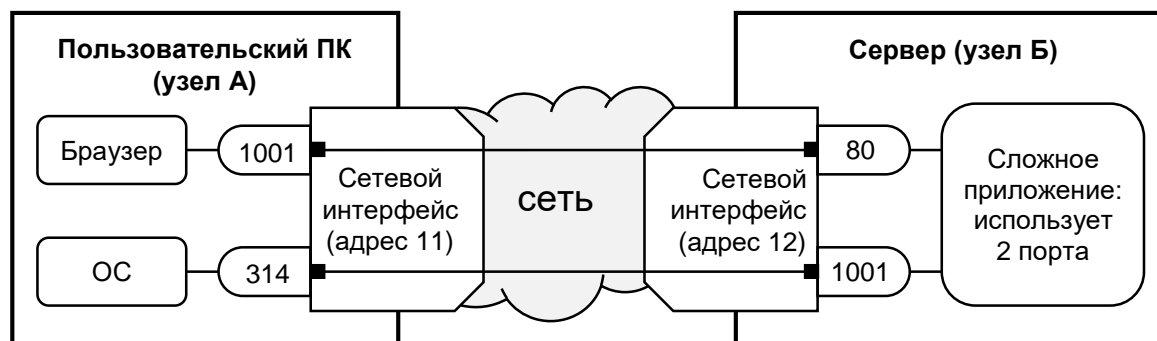 Пользовательский ПК
(узел А)
Браузер
1001
ОС
314
Сетевой
интерфейс
(адрес 11)
сеть
Сервер (узел Б)
Сетевой
интерфейс
(адрес 12)
80
1001
Сложное
приложение:
использует
2 порта